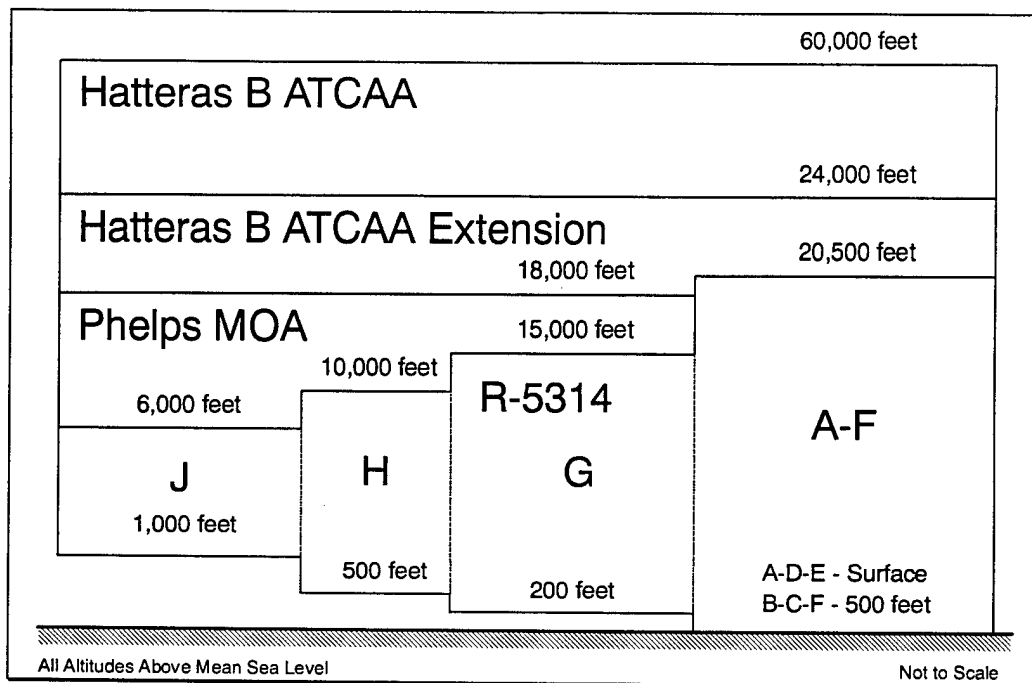 60,000 feet
Hatteras B ATCAA
24,000 feet
Hatteras B ATCAA Extension
20,500 feet
18,000 feet
Phelps MOA
15,000 feet
10,000 feet
6,000 feet
R-5314
A-F
J
H
G
1,000 feet
500 feet
200 feet
A-D-E - Surface
B-C-F - 500 feet
All Altitudes Above Mean Sea Level
Not to Scale